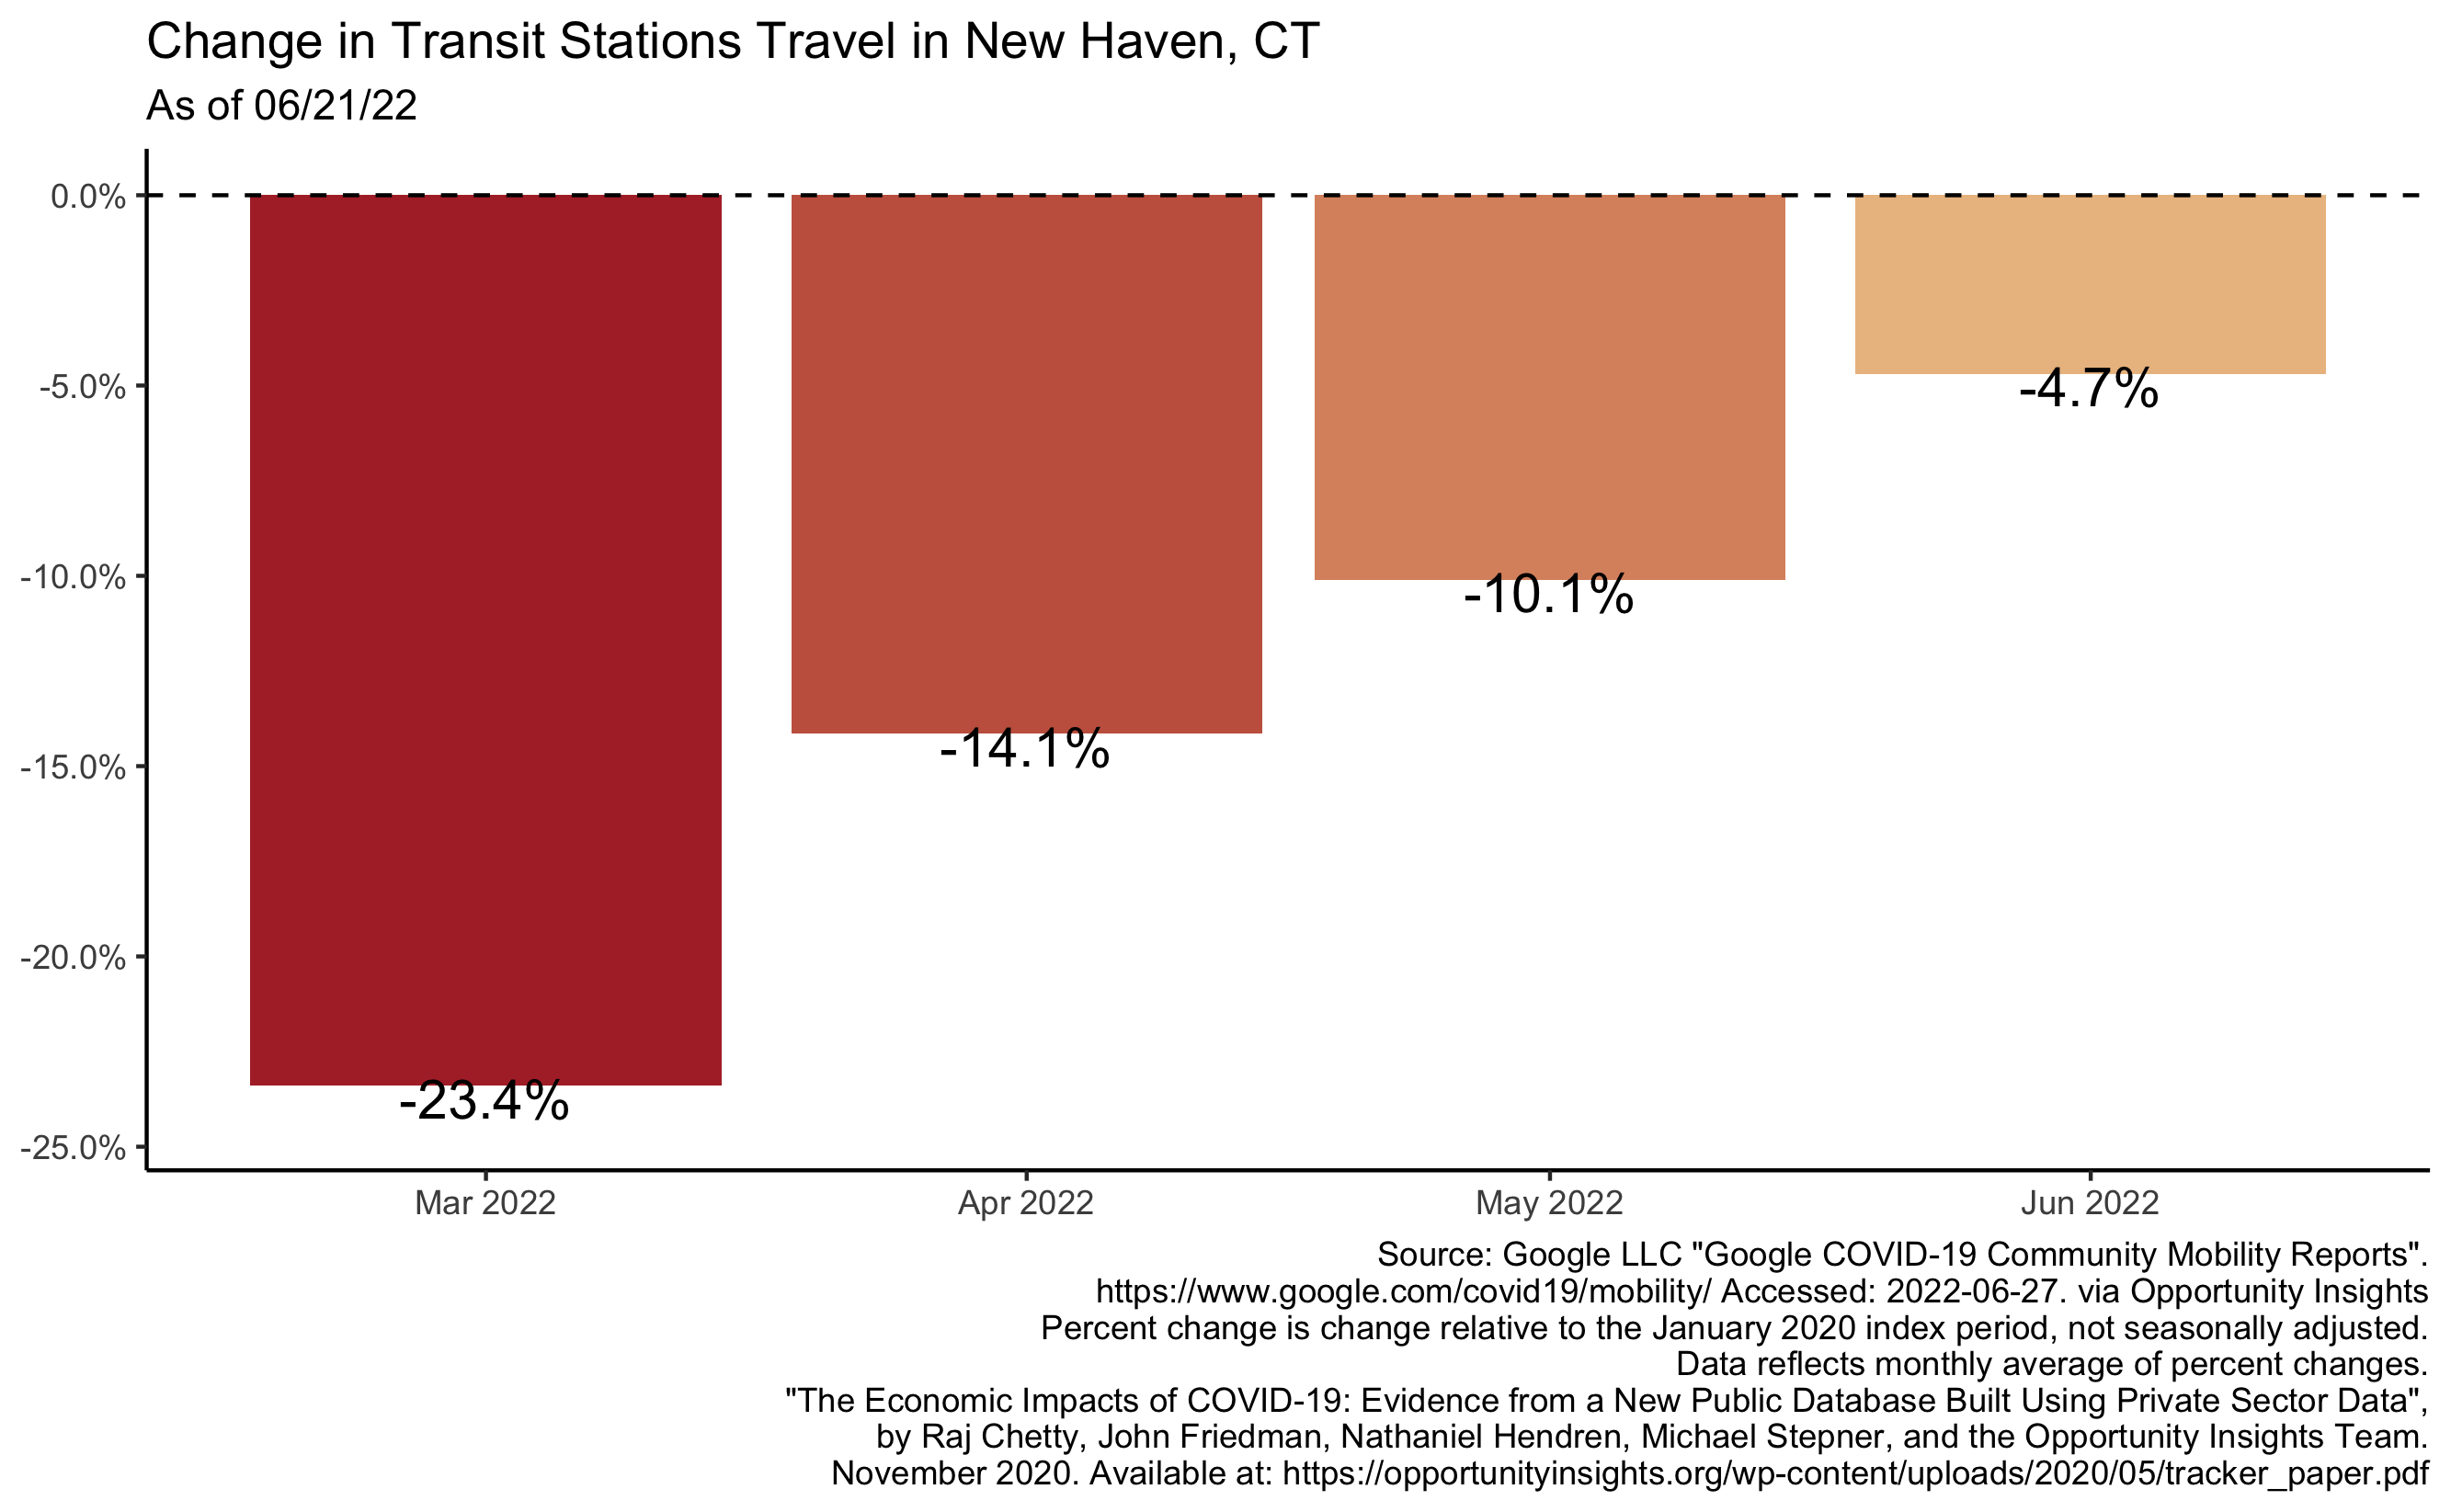 Change in Transit Stations Travel in New Haven, CT
As of 06/21/22
0.0%
-5.0%
-10.0%
-15.0%
-20.0%
-25.0%
-23.4%
-14.1%
-10.1%
-4.7%
Mar 2022
Apr 2022
May 2022
Jun 2022
Source: Google LLC "Google COVID-19 Community Mobility Reports".
https://www.google.com/covid19/mobility/ Accessed: 2022-06-27. via Opportunity Insights
Percent change is change relative to the January 2020 index period, not seasonally adjusted.
Data reflects monthly average of percent changes.
"The Economic Impacts of COVID-19: Evidence from a New Public Database Built Using Private Sector Data",
by Raj Chetty, John Friedman, Nathaniel Hendren, Michael Stepner, and the Opportunity Insights Team.
November 2020. Available at: https://opportunityinsights.org/wp-content/uploads/2020/05/tracker_paper.pdf